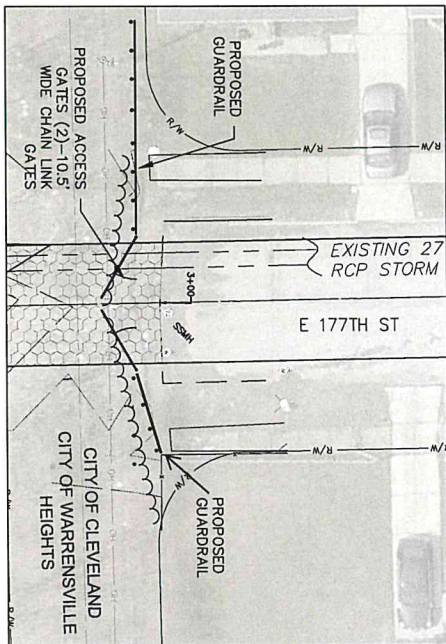 PROPOSED
GUARDRAIL
PROPOSED ACCESS
GATES (2)-10.5'
WIDE CHAIN LINK
GATES
R/W
R/W
R/W
EXISTING 27
RCP STORM
3+00
SSMH
E 177TH ST
R/W
R/W
R/W
PROPOSED
GUARDRAIL
CITY OF CLEVELAND
CITY OF WARRENSVILLE
HEIGHTS